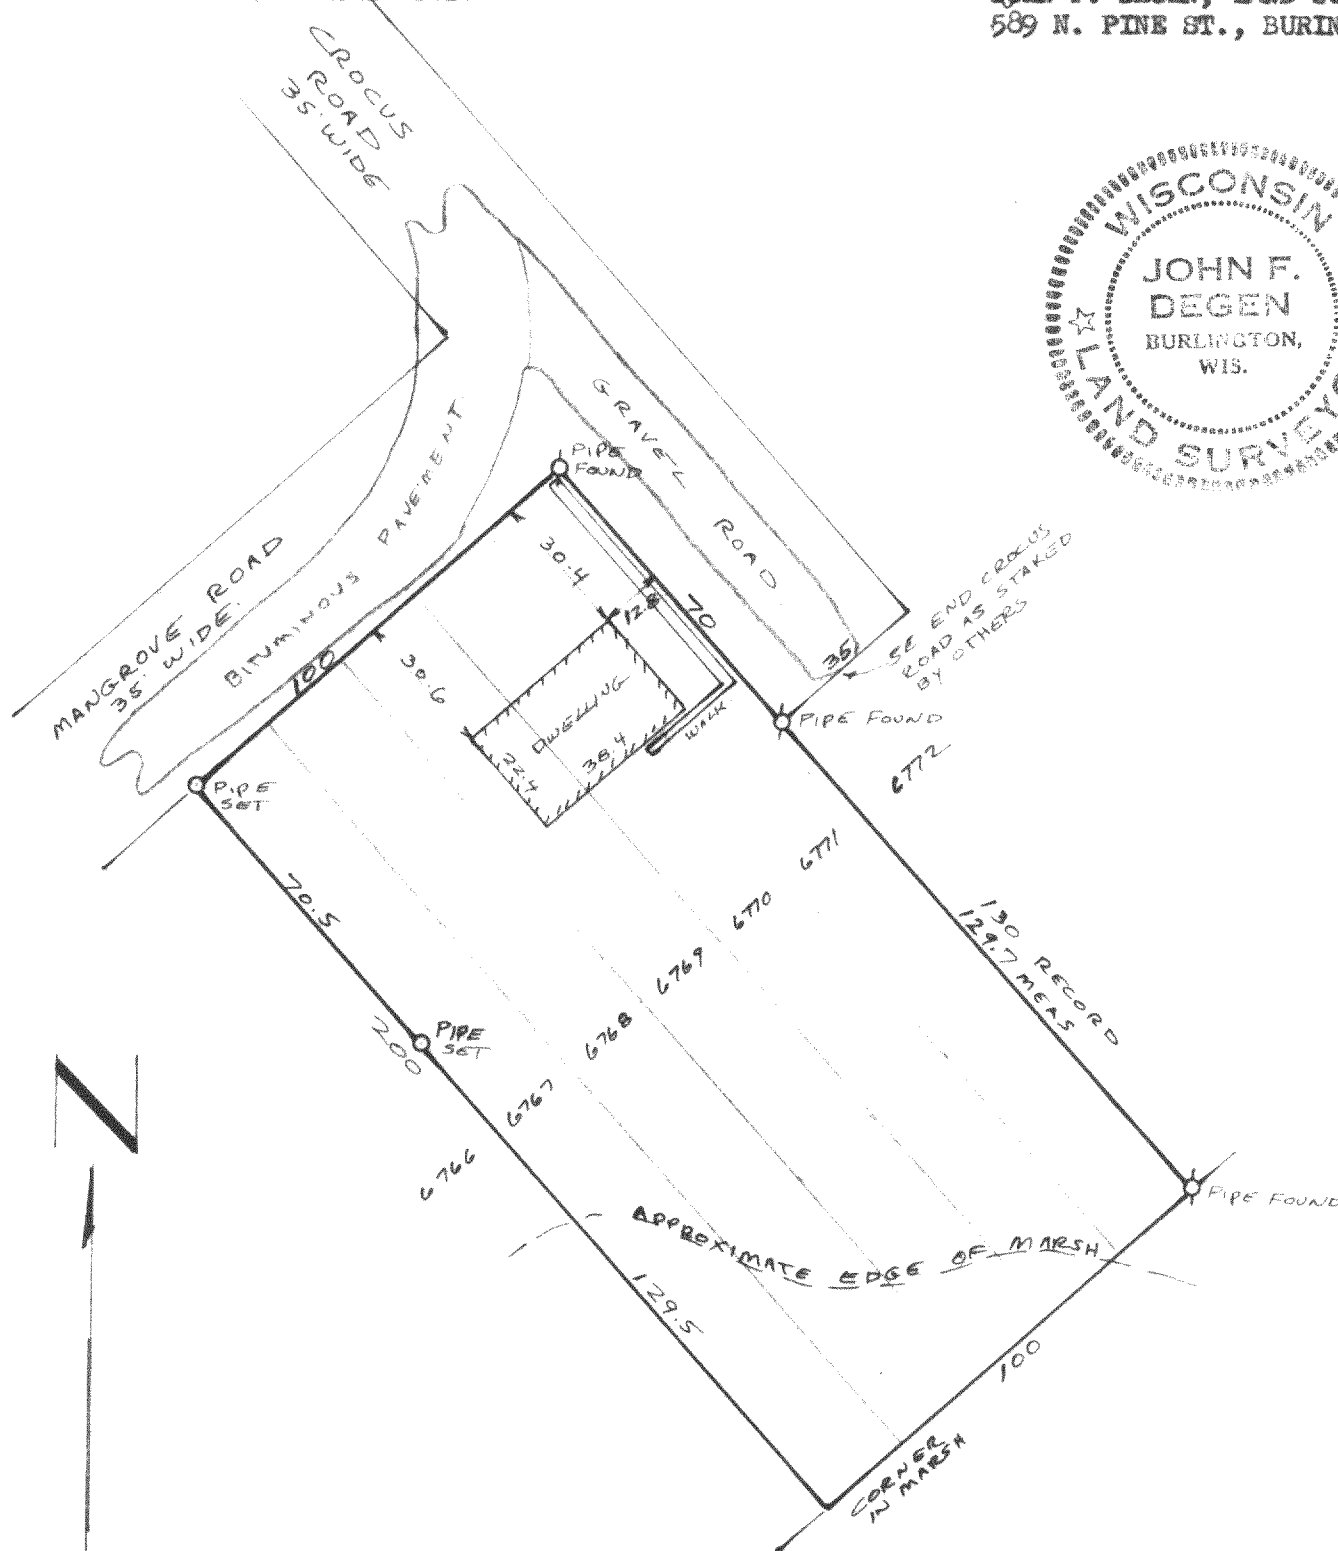 589 N. PINE ST., BURIN
CROCUS
ROAD
35' WIDE
WISCONSIN
JOHN F.
DEGEN
BURLINGTON,
WIS.
LAND SURVEYO
GRAVEL
ROAD
PIPE
FOUND
BITUMINOUS PAVEMENT
MANGROVE ROAD
35' WIDE.
100
30.4
12.8
70
30.6
DWELLING
22.4
38.4
WALK
35
SE END CROCUS
ROAD AS STAKED
BY OTHERS
PIPE FOUND
PIPE
SET
6772
6771
6770
6769
6768
6767
6766
70.5
130 RECORD
129.7 MEAS
200
PIPE
SET
N
PIPE FOUND
APPROXIMATE EDGE OF MARSH
129.5
100
CORNER
IN MARSH